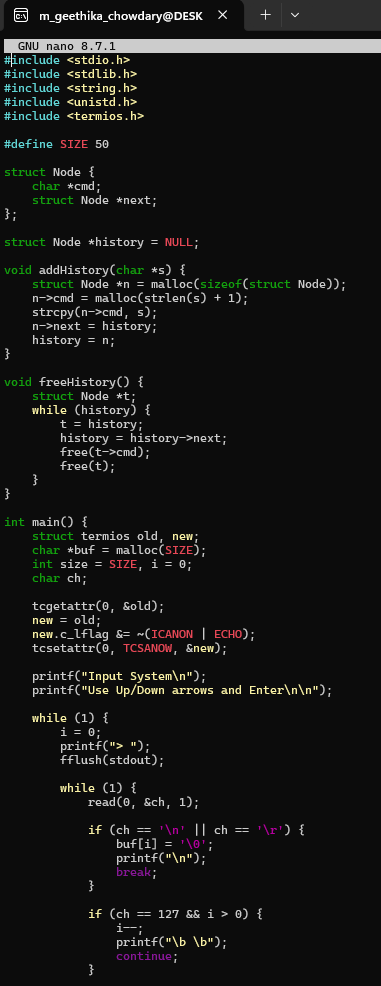 m_geethika_chowdary@DESK
GNU nano 8.7.1
#include <stdio.h>
#include <stdlib.h>
#include <string.h>
#include <unistd.h>
#include <termios.h>

#define SIZE 50

struct Node {
    char *cmd;
    struct Node *next;
};

struct Node *history = NULL;

void addHistory(char *s) {
    struct Node *n = malloc(sizeof(struct Node));
    n->cmd = malloc(strlen(s) + 1);
    strcpy(n->cmd, s);
    n->next = history;
    history = n;
}

void freeHistory() {
    struct Node *t;
    while (history) {
        t = history;
        history = history->next;
        free(t->cmd);
        free(t);
    }
}

int main() {
    struct termios old, new;
    char *buf = malloc(SIZE);
    int size = SIZE, i = 0;
    char ch;

    tcgetattr(0, &old);
    new = old;
    new.c_lflag &= ~(ICANON | ECHO);
    tcsetattr(0, TCSANOW, &new);

    printf("Input System\n");
    printf("Use Up/Down arrows and Enter\n\n");

    while (1) {
        i = 0;
        printf("> ");
        fflush(stdout);

        while (1) {
            read(0, &ch, 1);

            if (ch == '\n' || ch == '\r') {
                buf[i] = '\0';
                printf("\n");
                break;
            }

            if (ch == 127 && i > 0) {
                i--;
                printf("\b \b");
                continue;
            }